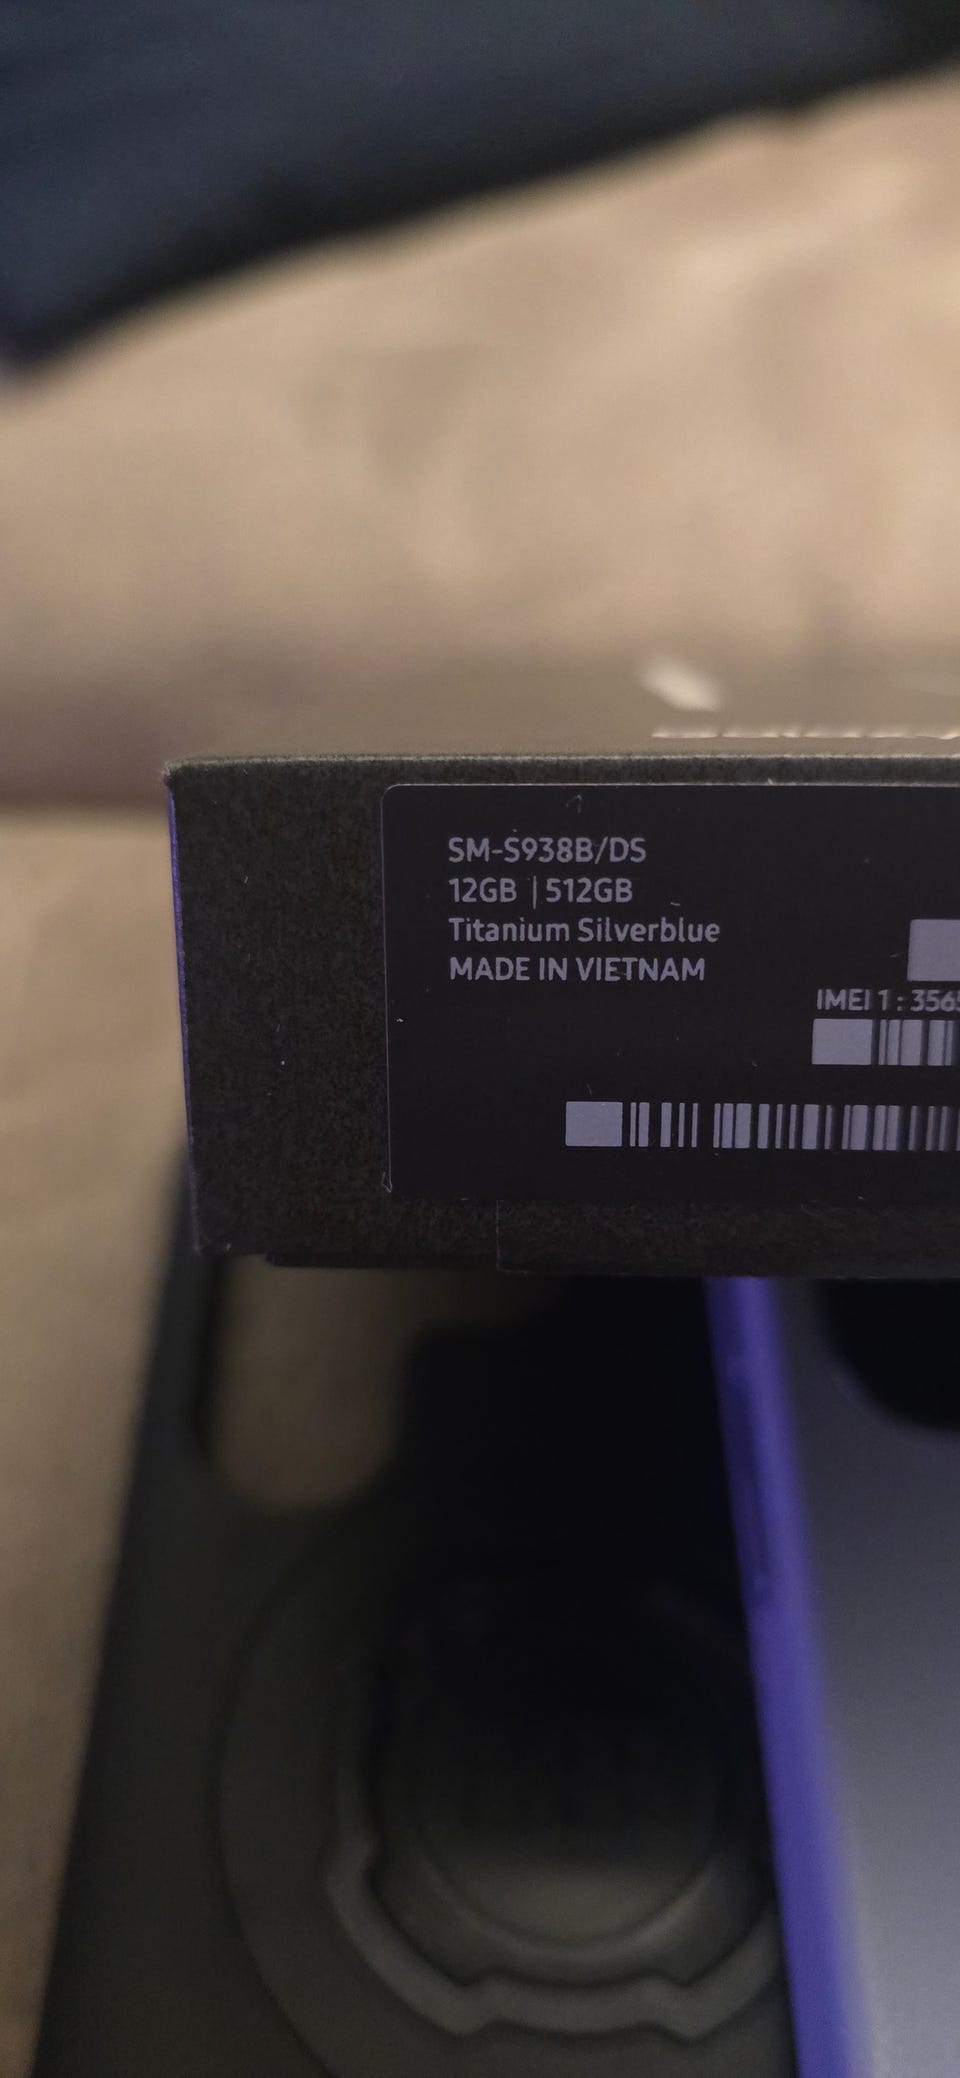 SM-S938B/DS
12GB | 512GB
Titanium Silverblue
MADE IN VIETNAM
IMEI 1 : 3565